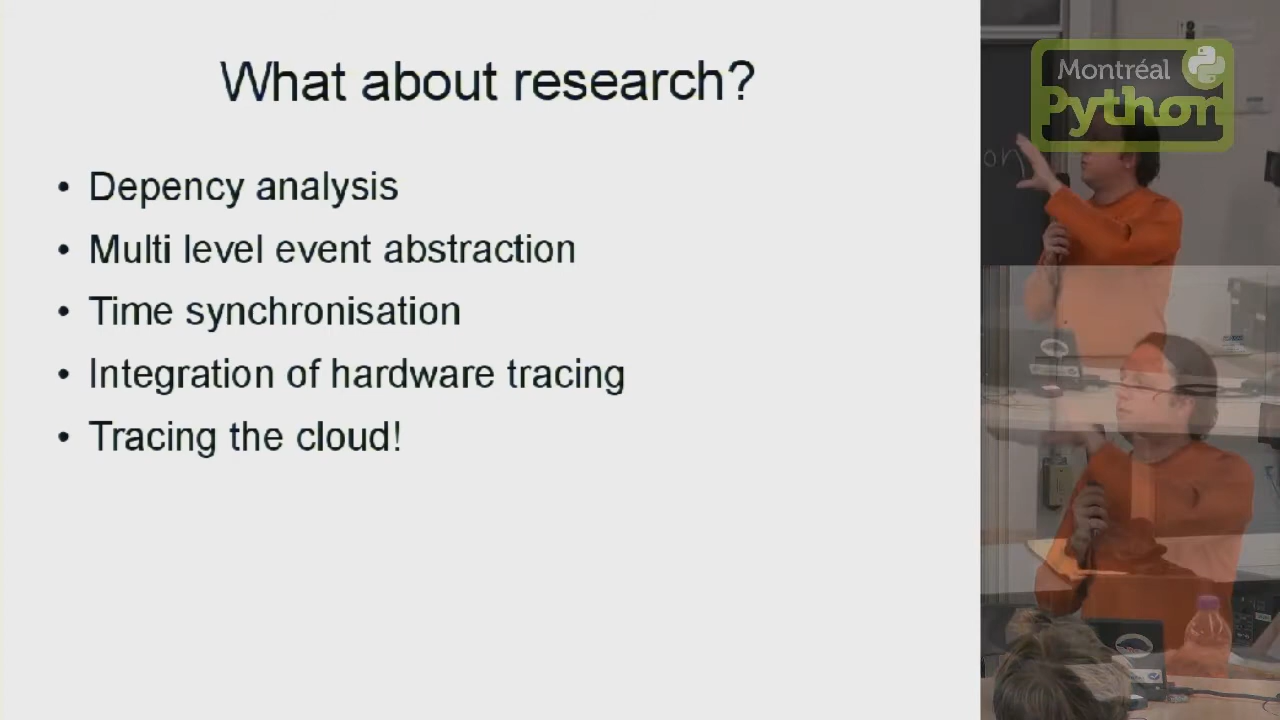 What about research?
• Depency analysis
• Multi level event abstraction
• Time synchronisation
• Integration of hardware tracing
• Tracing the cloud!
Montréal
Python
on